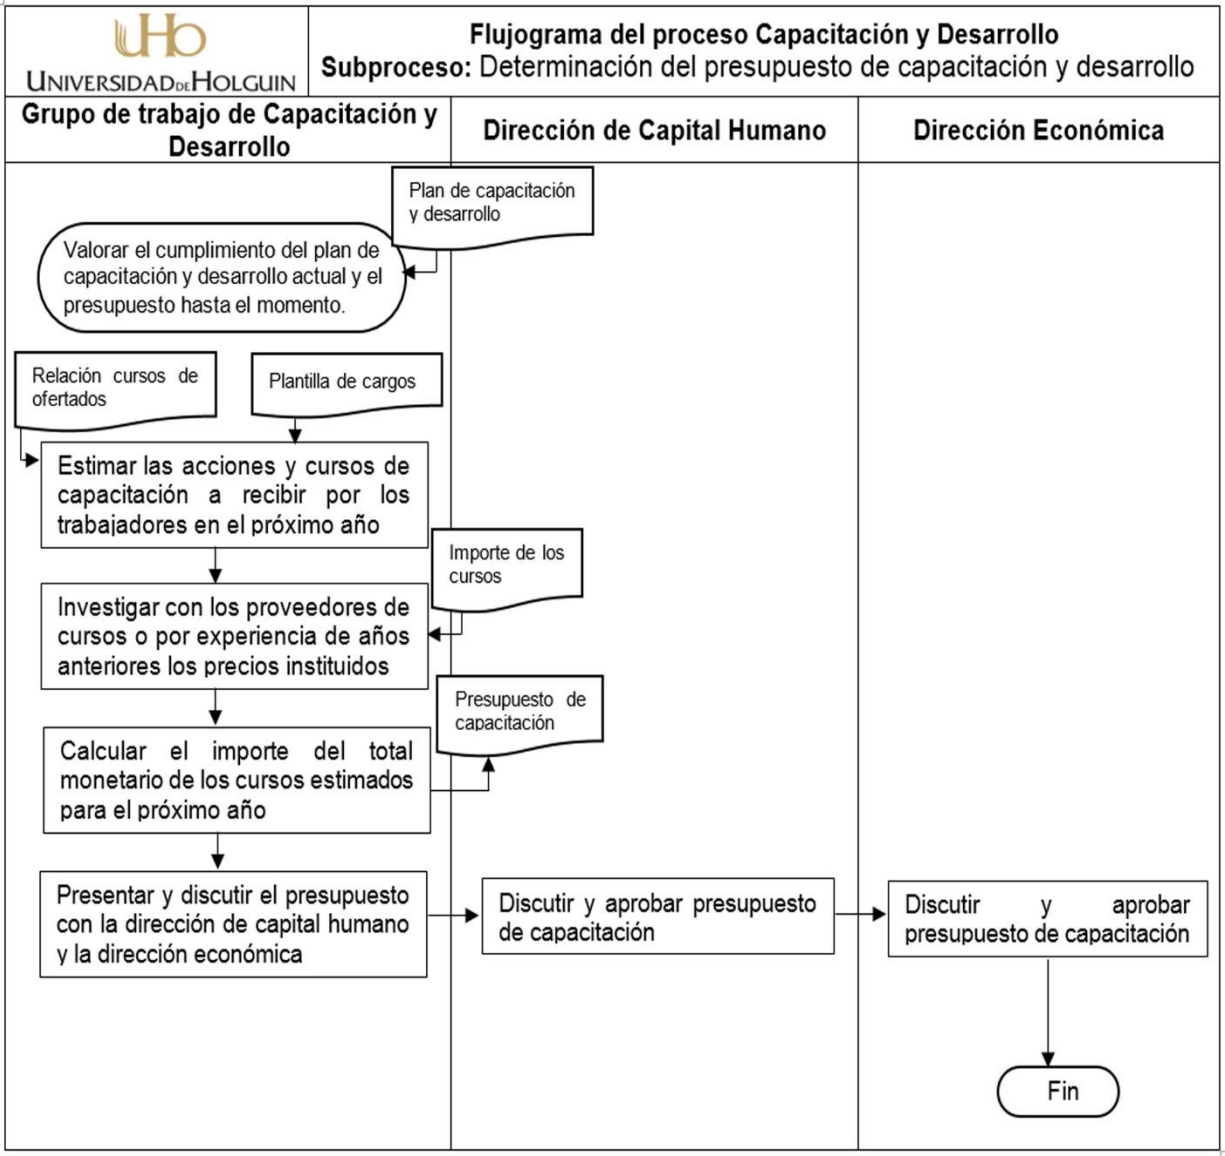 UHO
UNIVERSIDAD DE HOLGUIN
Flujograma del proceso Capacitación y Desarrollo
Subproceso: Determinación del presupuesto de capacitación y desarrollo
Grupo de trabajo de Capacitación y
Desarrollo
Dirección de Capital Humano
Dirección Económica
Plan de capacitación
y desarrollo
Valorar el cumplimiento del plan de
capacitación y desarrollo actual y el
presupuesto hasta el momento.
Relación cursos de
ofertados
Plantilla de cargos
Estimar las acciones y cursos de
capacitación a recibir por los
trabajadores en el próximo año
Importe de los
cursos
Investigar con los proveedores de
cursos o por experiencia de años
anteriores los precios instituidos
Presupuesto de
capacitación
Calcular el importe del total
monetario de los cursos estimados
para el próximo año
Presentar y discutir el presupuesto
con la dirección de capital humano
y la dirección económica
Discutir y aprobar presupuesto
de capacitación
Discutir y aprobar
presupuesto de capacitación
Fin